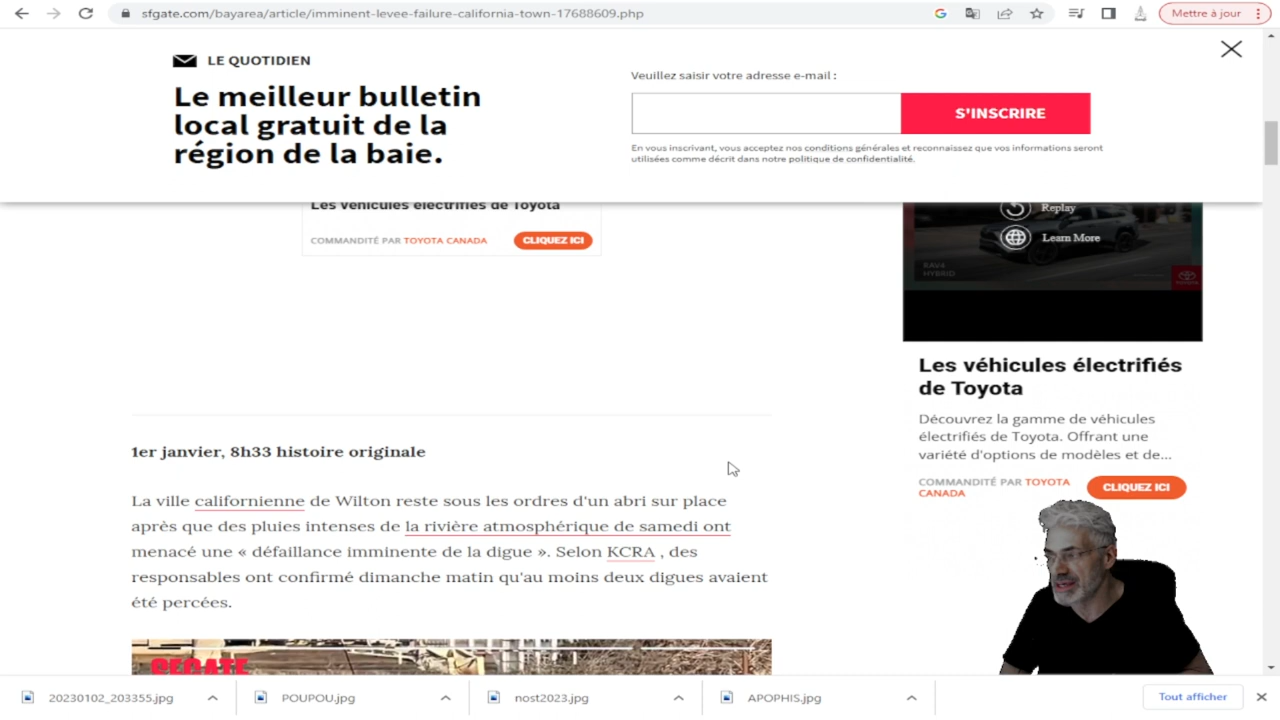 sfgate.com/bayarea/article/imminent-levee-failure-california-town-17688609.php
Mettre à jour
LE QUOTIDIEN
Le meilleur bulletin
local gratuit de la
région de la baie.
Veuillez saisir votre adresse e-mail :
S'INSCRIRE
En vous inscrivant, vous acceptez nos conditions générales et reconnaissez que vos informations seront
utilisées comme décrit dans notre politique de confidentialité.
Les véhicules électrifiés de Toyota
COMMANDITÉ PAR TOYOTA CANADA
CLIQUEZ ICI
Replay
Learn More
RAV4
HYBRID
Les véhicules électrifiés
de Toyota
Découvrez la gamme de véhicules
électrifiés de Toyota. Offrant une
variété d'options de modèles et de...
COMMANDITÉ PAR TOYOTA
CANADA
CLIQUEZ ICI
1er janvier, 8h33 histoire originale
La ville californienne de Wilton reste sous les ordres d'un abri sur place
après que des pluies intenses de la rivière atmosphérique de samedi ont
menacé une « défaillance imminente de la digue ». Selon KCRA , des
responsables ont confirmé dimanche matin qu'au moins deux digues avaient
été percées.
SFGATE
20230102_203355.jpg
POUPOU.jpg
nost2023.jpg
APOPHIS.jpg
Tout afficher